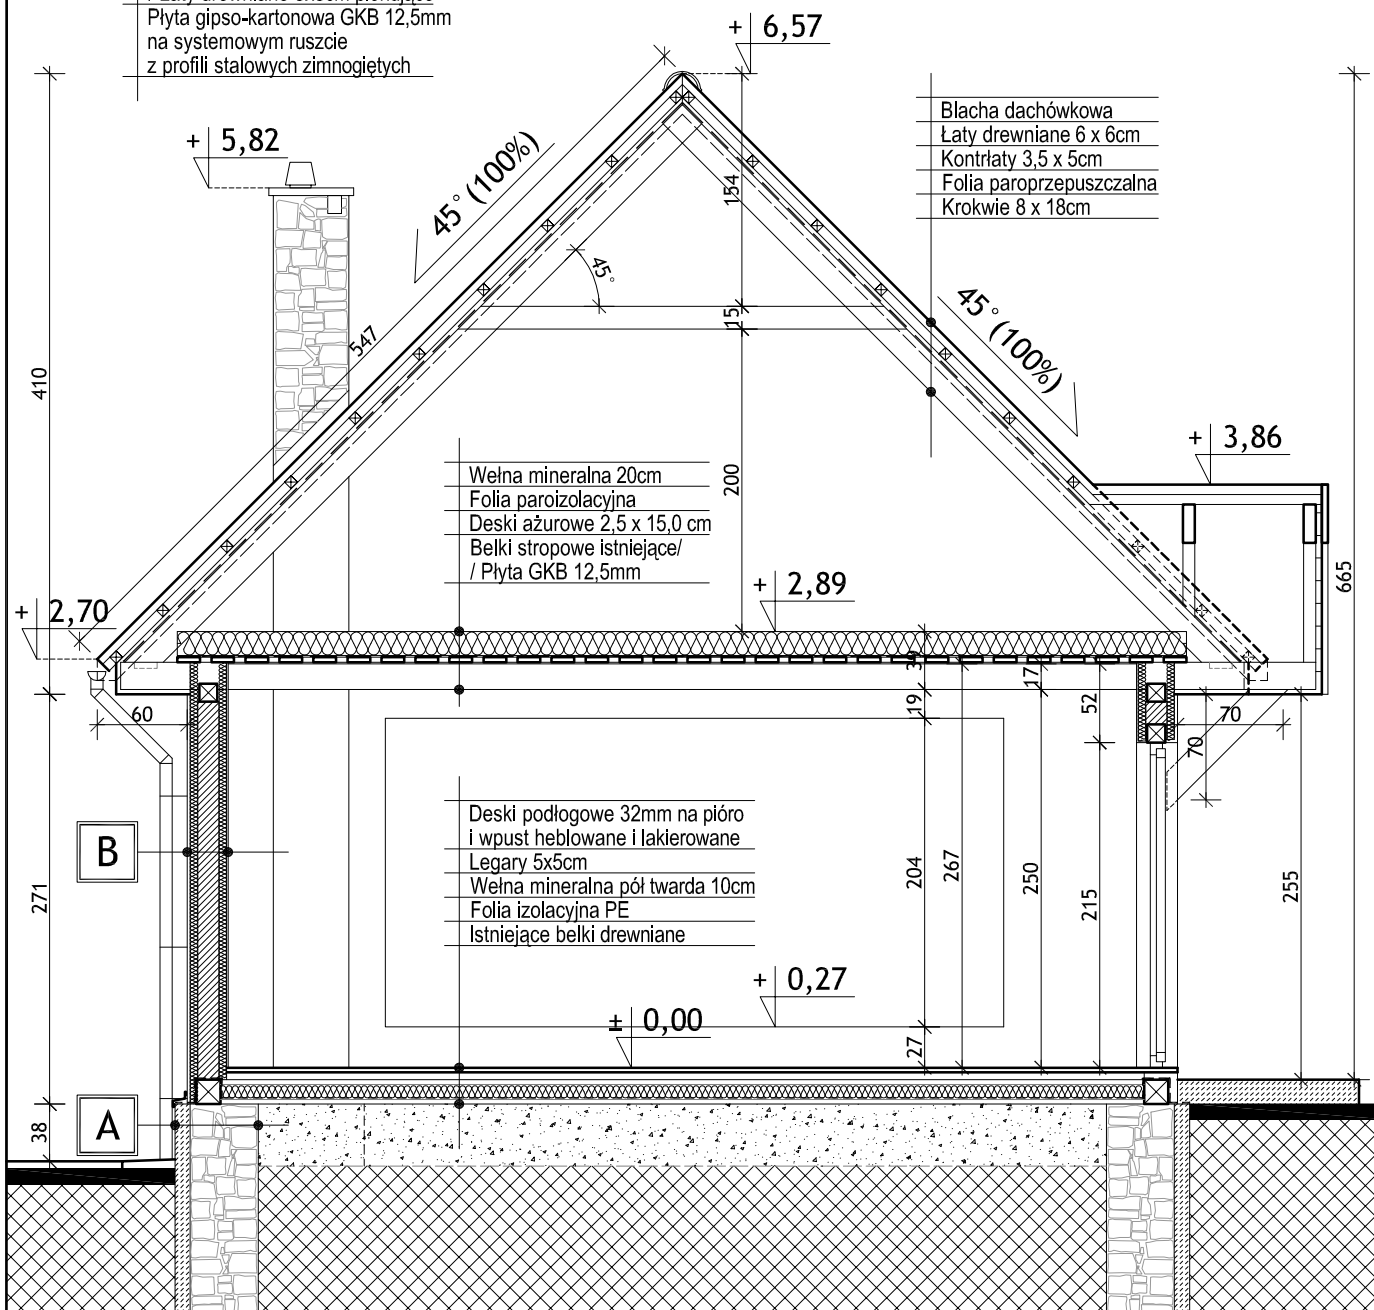 Płyta gipso-kartonowa GKB 12,5mm
na systemowym ruszcie
z profili stalowych zimnogiętych
+ 6,57
+ 5,82
45° (100%)
Blacha dachówkowa
Łaty drewniane 6 x 6cm
Kontrłaty 3,5 x 5cm
Folia paroprzepuszczalna
Krokwie 8 x 18cm
154
45°
15
547
45° (100%)
410
200
+ 3,86
Wełna mineralna 20cm
Folia paroizolacyjna
Deski ażurowe 2,5 x 15,0 cm
Belki stropowe istniejące/
/ Płyta GKB 12,5mm
+ 2,89
665
+ 2,70
39
17
19
52
60
70
70
B
Deski podłogowe 32mm na pióro
i wpust heblowane i lakierowane
Legary 5x5cm
Wełna mineralna pół twarda 10cm
Folia izolacyjna PE
Istniejące belki drewniane
204
267
250
215
255
271
+ 0,27
± 0,00
27
A
38